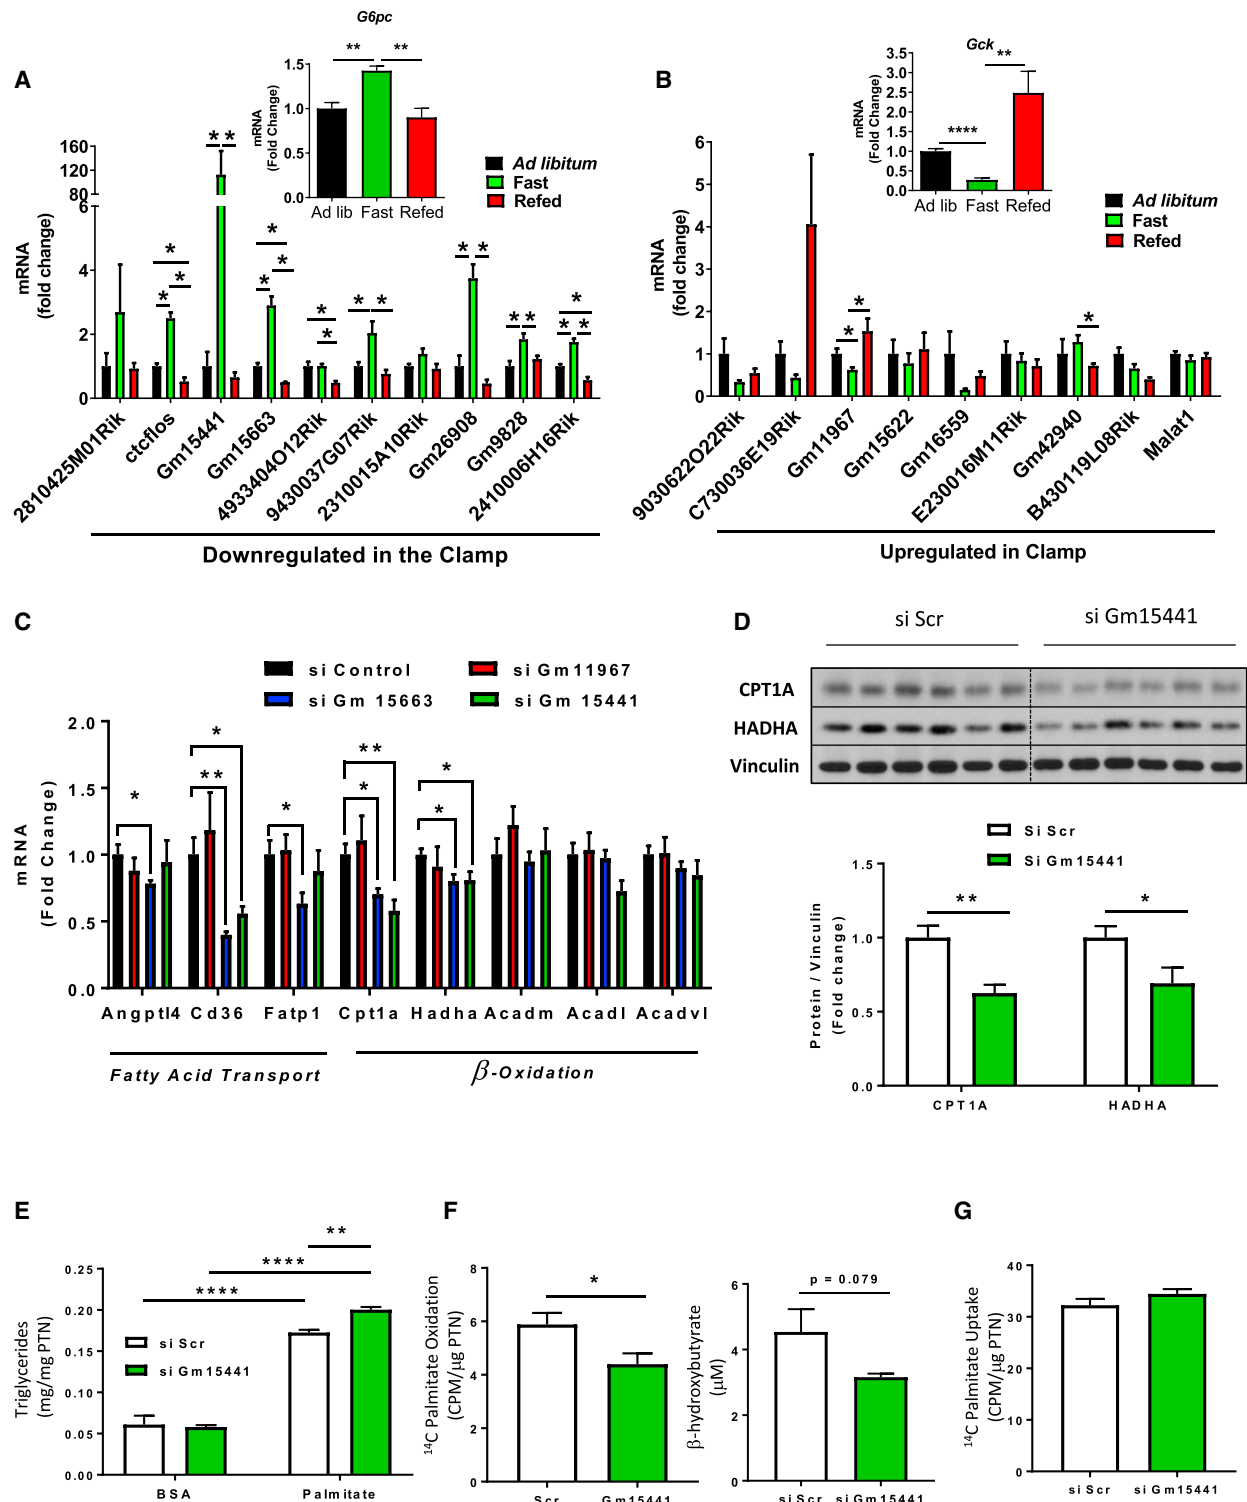 A
G6pc
** **
mRNA
(Fold Change)
1.5
1.0
0.5
0.0
Ad lib Fast Refed
Ad libitum
Fast
Refed
mRNA
(fold change)
160
120
80
6
4
2
0
* * * * * * * * * * * * * * * * * * * *
2810425M01Rik
ctcflos
Gm15441
Gm15663
4933404O12Rik
9430037G07Rik
2310015A10Rik
Gm26908
Gm9828
2410006H16Rik
Downregulated in the Clamp
B
Gck
**
****
mRNA
(Fold Change)
3.5
3.0
2.5
2.0
1.5
1.0
0.5
0.0
Ad lib Fast Refed
Ad libitum
Fast
Refed
mRNA
(fold change)
6
5
4
3
2
1
0
* * *
9030622O22Rik
C730036E19Rik
Gm11967
Gm15622
Gm16559
E230016M11Rik
Gm42940
B430119L08Rik
Malat1
Upregulated in Clamp
C
si Control
si Gm11967
si Gm 15663
si Gm 15441
mRNA
(Fold Change)
2.0
1.5
1.0
0.5
0.0
* * ** * ** * * *
Angptl4 Cd36 Fatp1 Cpt1a Hadha Acadm Acadl Acadvl
Fatty Acid Transport
β-Oxidation
D
si Scr
si Gm15441
CPT1A
HADHA
Vinculin
Si Scr
Si Gm15441
Protein / Vinculin
(Fold change)
1.5
1.0
0.5
0.0
** *
CPT1A HADHA
E
**
****
****
Triglycerides
(mg/mg PTN)
0.25
0.20
0.15
0.10
0.05
0.00
si Scr
si Gm15441
BSA Palmitate
F
14C Palmitate Oxidation
(CPM/µg PTN)
8
6
4
2
0
*
Scr Gm15441
β-hydroxybutyrate
(µM)
6
4
2
0
p = 0.079
si Scr si Gm15441
G
14C Palmitate Uptake
(CPM/µg PTN)
40
30
20
10
0
si Scr si Gm15441